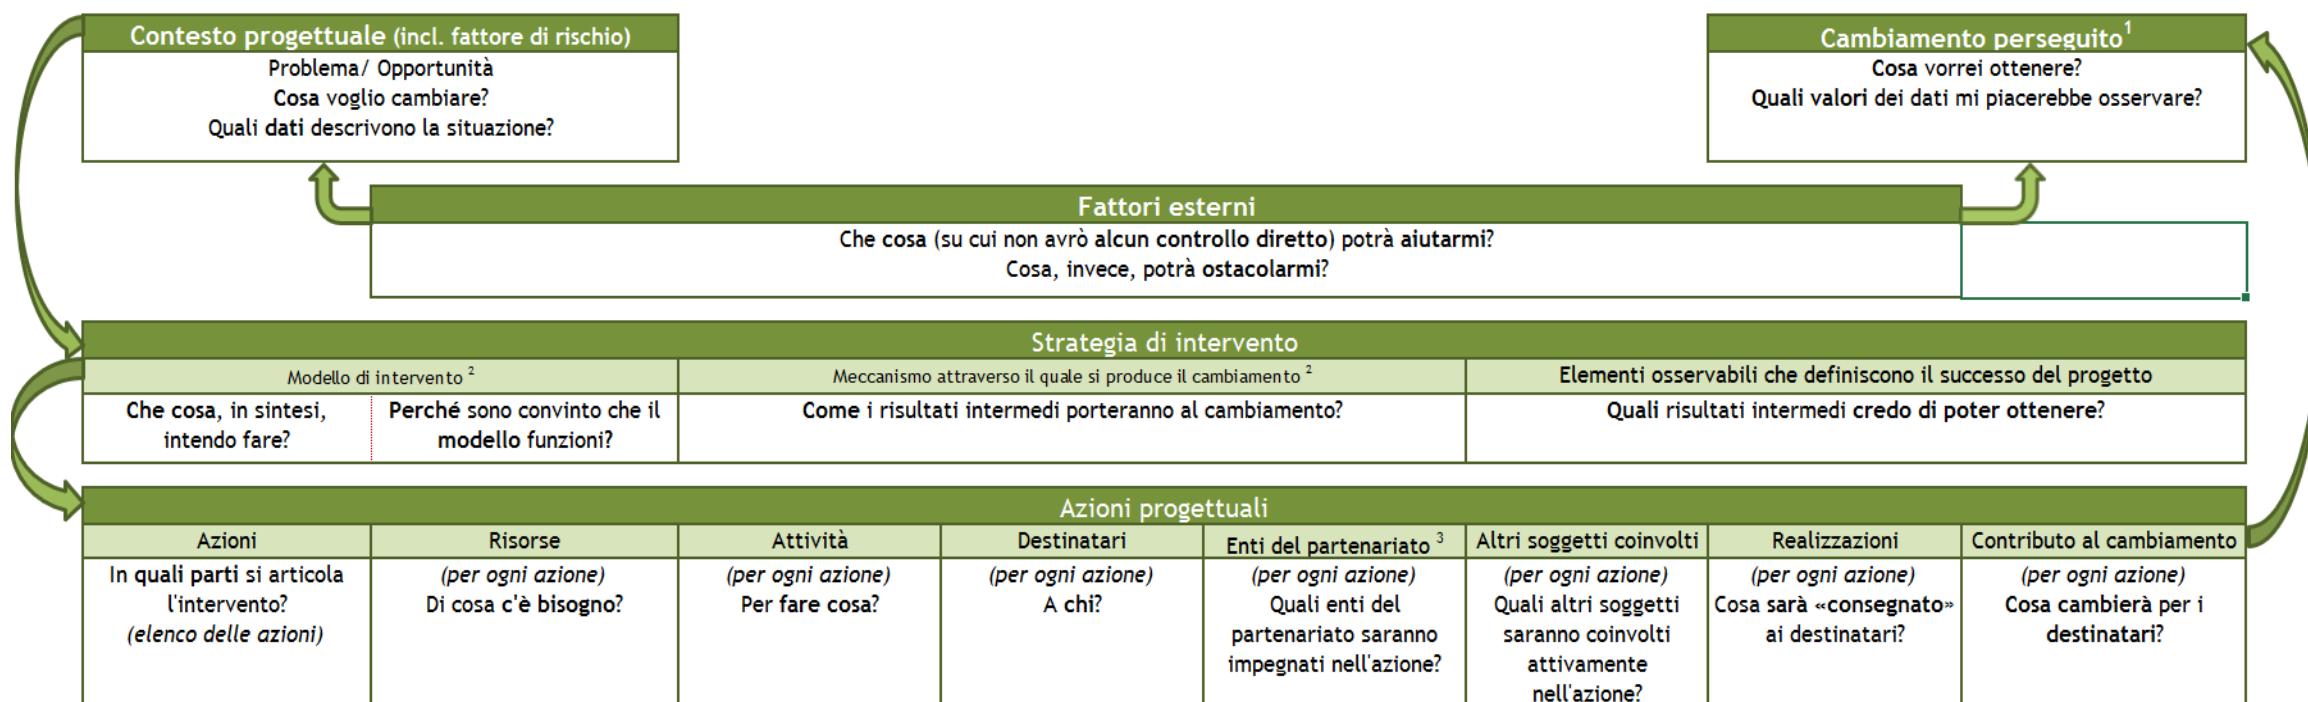 Contesto progettuale (incl. fattore di rischio)
Problema/ Opportunità
Cosa voglio cambiare?
Quali dati descrivono la situazione?
Cambiamento perseguito1
Cosa vorrei ottenere?
Quali valori dei dati mi piacerebbe osservare?
Fattori esterni
Che cosa (su cui non avrò alcun controllo diretto) potrà aiutarmi?
Cosa, invece, potrà ostacolarmi?
Strategia di intervento
Modello di intervento 2
Meccanismo attraverso il quale si produce il cambiamento 2
Elementi osservabili che definiscono il successo del progetto
Che cosa, in sintesi,
intendo fare?
Perché sono convinto che il
modello funzioni?
Come i risultati intermedi porteranno al cambiamento?
Quali risultati intermedi credo di poter ottenere?
Azioni progettuali
Azioni
Risorse
Attività
Destinatari
Enti del partenariato 3
Altri soggetti coinvolti
Realizzazioni
Contributo al cambiamento
In quali parti si articola
l'intervento?
(elenco delle azioni)
(per ogni azione)
Di cosa c'è bisogno?
(per ogni azione)
Per fare cosa?
(per ogni azione)
A chi?
(per ogni azione)
Quali enti del
partenariato saranno
impegnati nell'azione?
(per ogni azione)
Quali altri soggetti
saranno coinvolti
attivamente
nell'azione?
(per ogni azione)
Cosa sarà «consegnato»
ai destinatari?
(per ogni azione)
Cosa cambierà per i
destinatari?